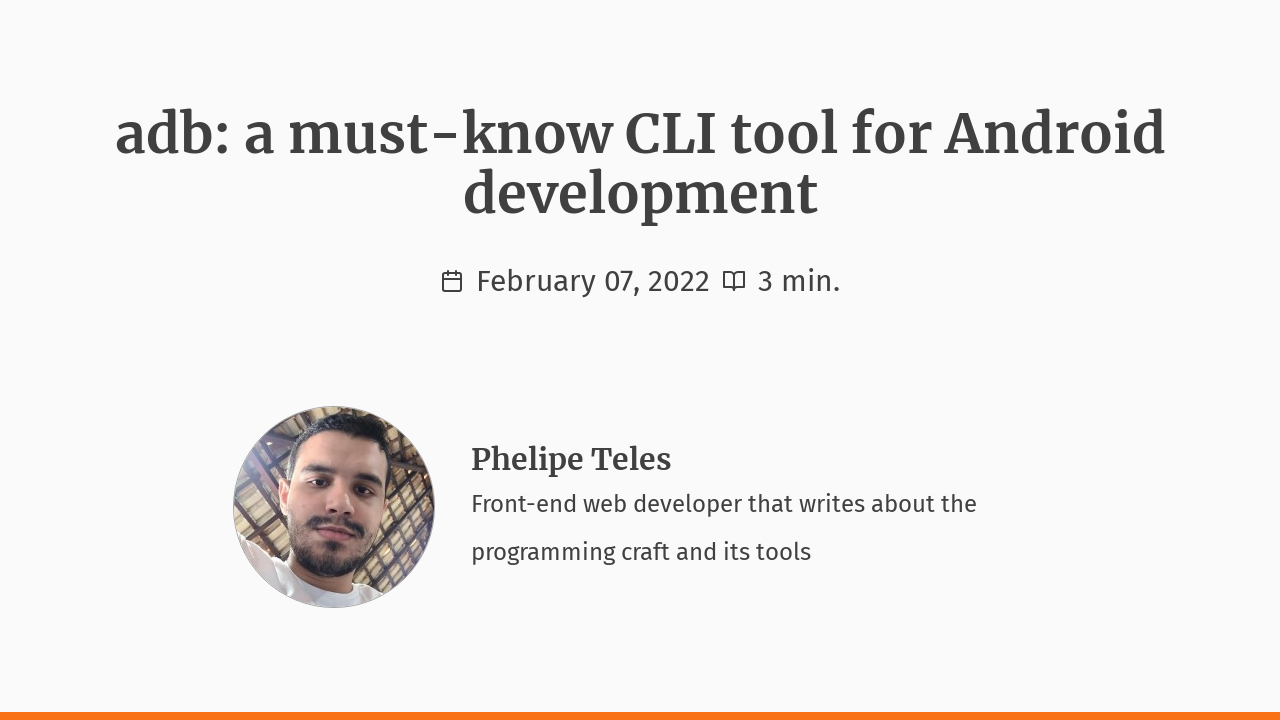 adb: a must-know CLI tool for Android
development
February 07, 2022 3 min.
Phelipe Teles
Front-end web developer that writes about the
programming craft and its tools